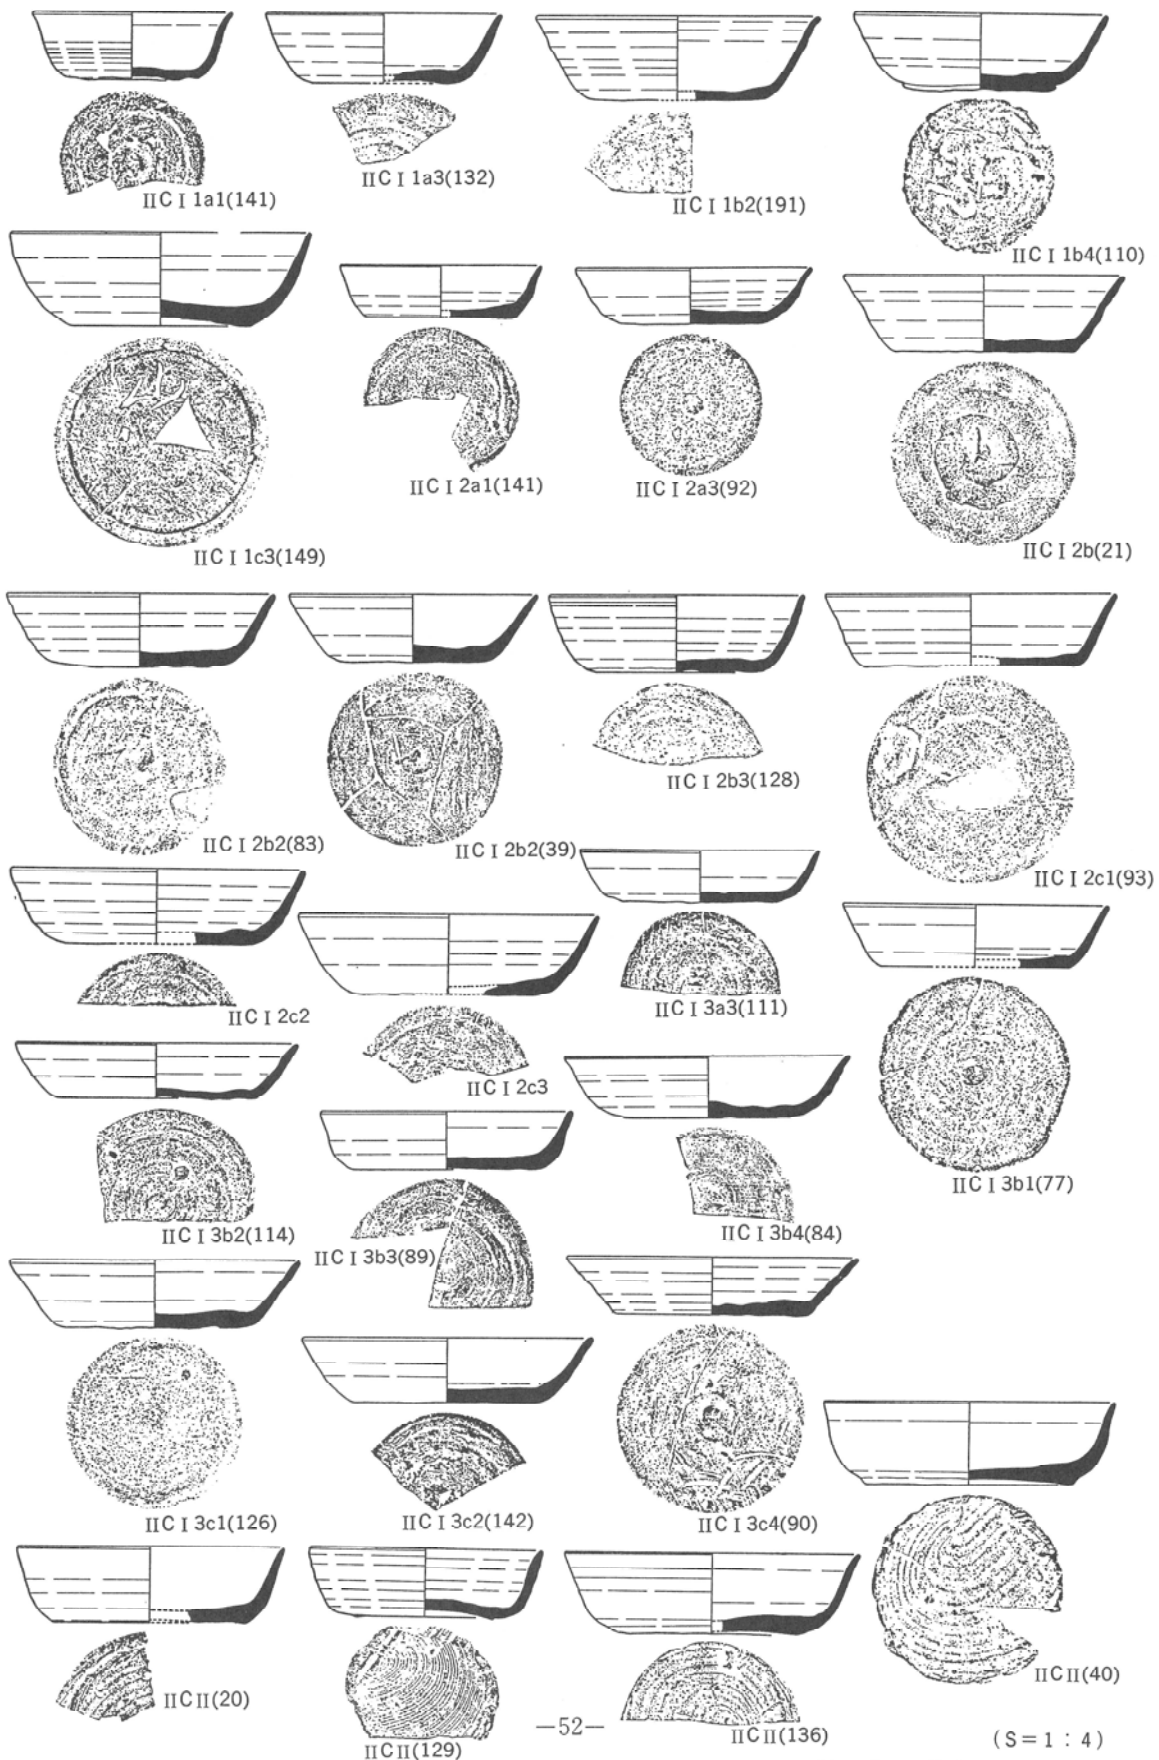 ⅡCⅠ1a1(141)
ⅡCⅠ1a3(132)
ⅡCⅠ1b2(191)
ⅡCⅠ1b4(110)
ⅡCⅠ1c3(149)
ⅡCⅠ2a1(141)
ⅡCⅠ2a3(92)
ⅡCⅠ2b(21)
ⅡCⅠ2b2(83)
ⅡCⅠ2b2(39)
ⅡCⅠ2b3(128)
ⅡCⅠ2c1(93)
ⅡCⅠ2c2
ⅡCⅠ2c3
ⅡCⅠ3a3(111)
ⅡCⅠ3b1(77)
ⅡCⅠ3b2(114)
ⅡCⅠ3b3(89)
ⅡCⅠ3b4(84)
ⅡCⅠ3c1(126)
ⅡCⅠ3c2(142)
ⅡCⅠ3c4(90)
ⅡCⅡ(40)
ⅡCⅡ(20)
ⅡCⅡ(129)
ⅡCⅡ(136)
—52—
(S=1:4)